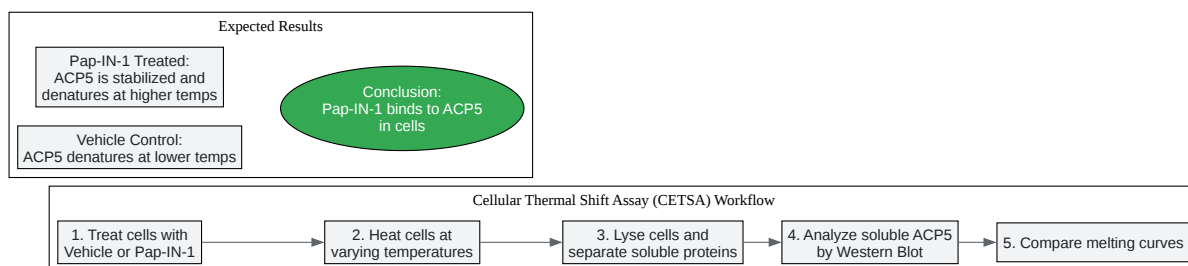 Expected Results
Pap-IN-1 Treated:
ACP5 is stabilized and
denatures at higher temps
Vehicle Control:
ACP5 denatures at lower temps
Conclusion:
Pap-IN-1 binds to ACP5
in cells
Cellular Thermal Shift Assay (CETSA) Workflow
1. Treat cells with
Vehicle or Pap-IN-1
2. Heat cells at
varying temperatures
3. Lyse cells and
separate soluble proteins
4. Analyze soluble ACP5
by Western Blot
5. Compare melting curves